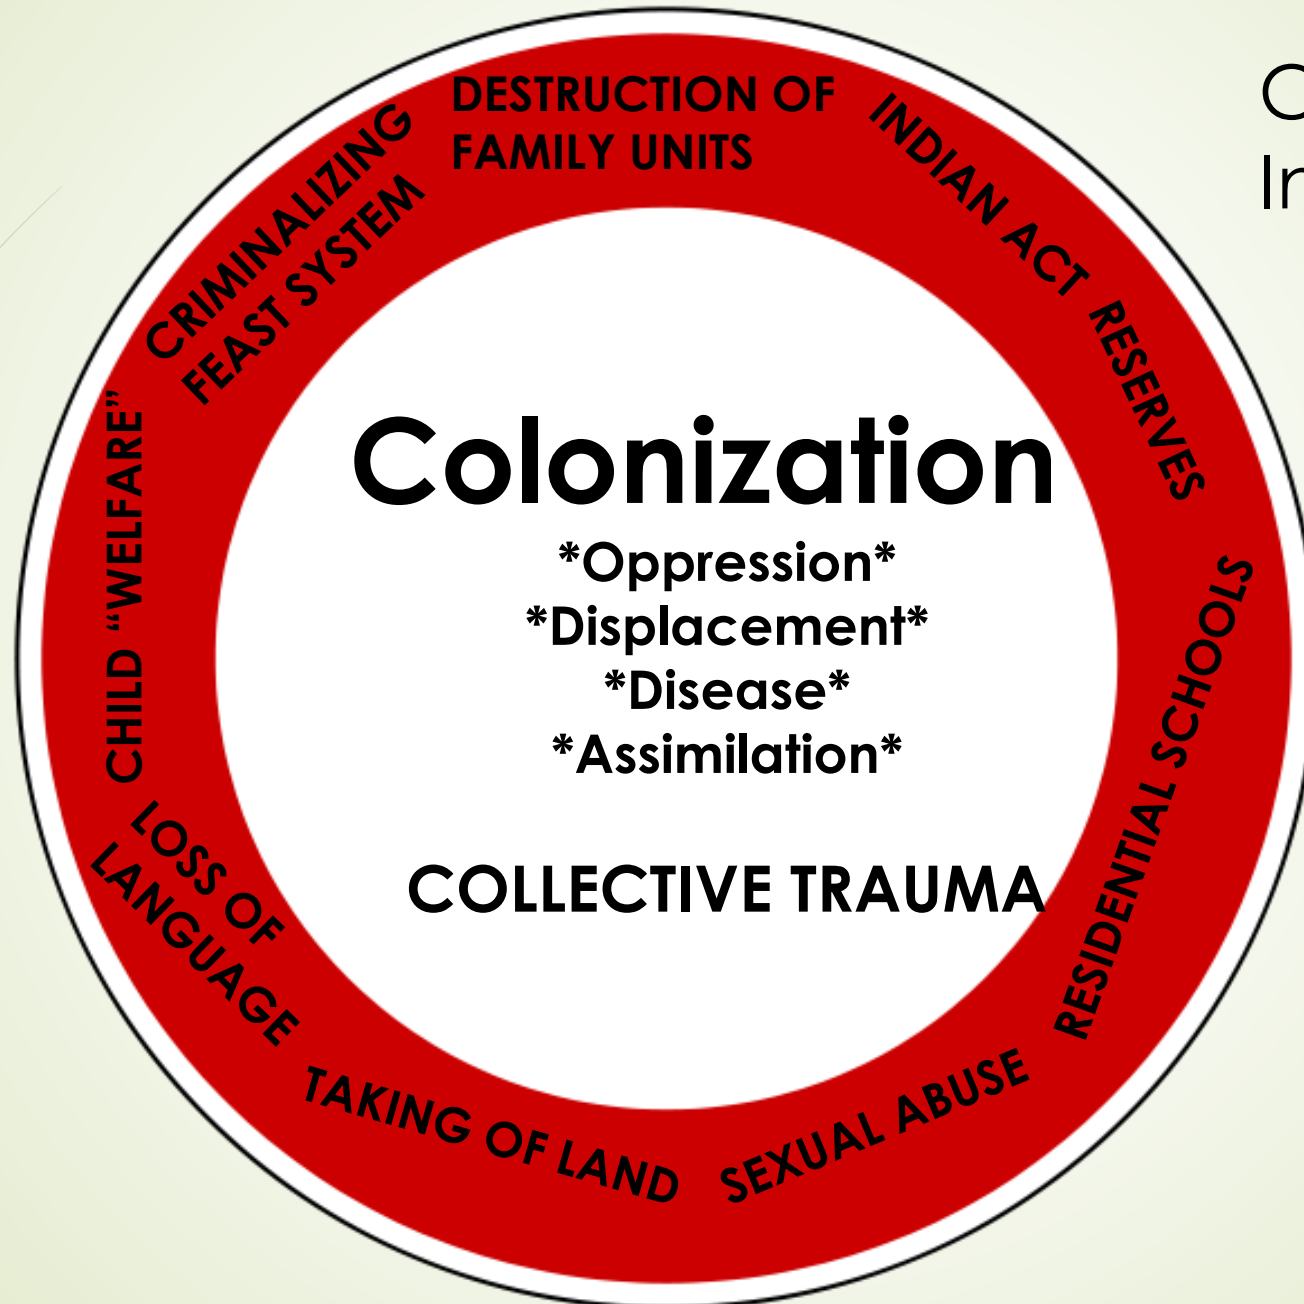 DESTRUCTION OF
FAMILY UNITS
INDIAN ACT
RESERVES
RESIDENTIAL SCHOOLS
SEXUAL ABUSE
TAKING OF LAND
LOSS OF
LANGUAGE
CHILD “WELFARE”
CRIMINALIZING
FEAST SYSTEM
Colonization
*Oppression*
*Displacement*
*Disease*
*Assimilation*
COLLECTIVE TRAUMA